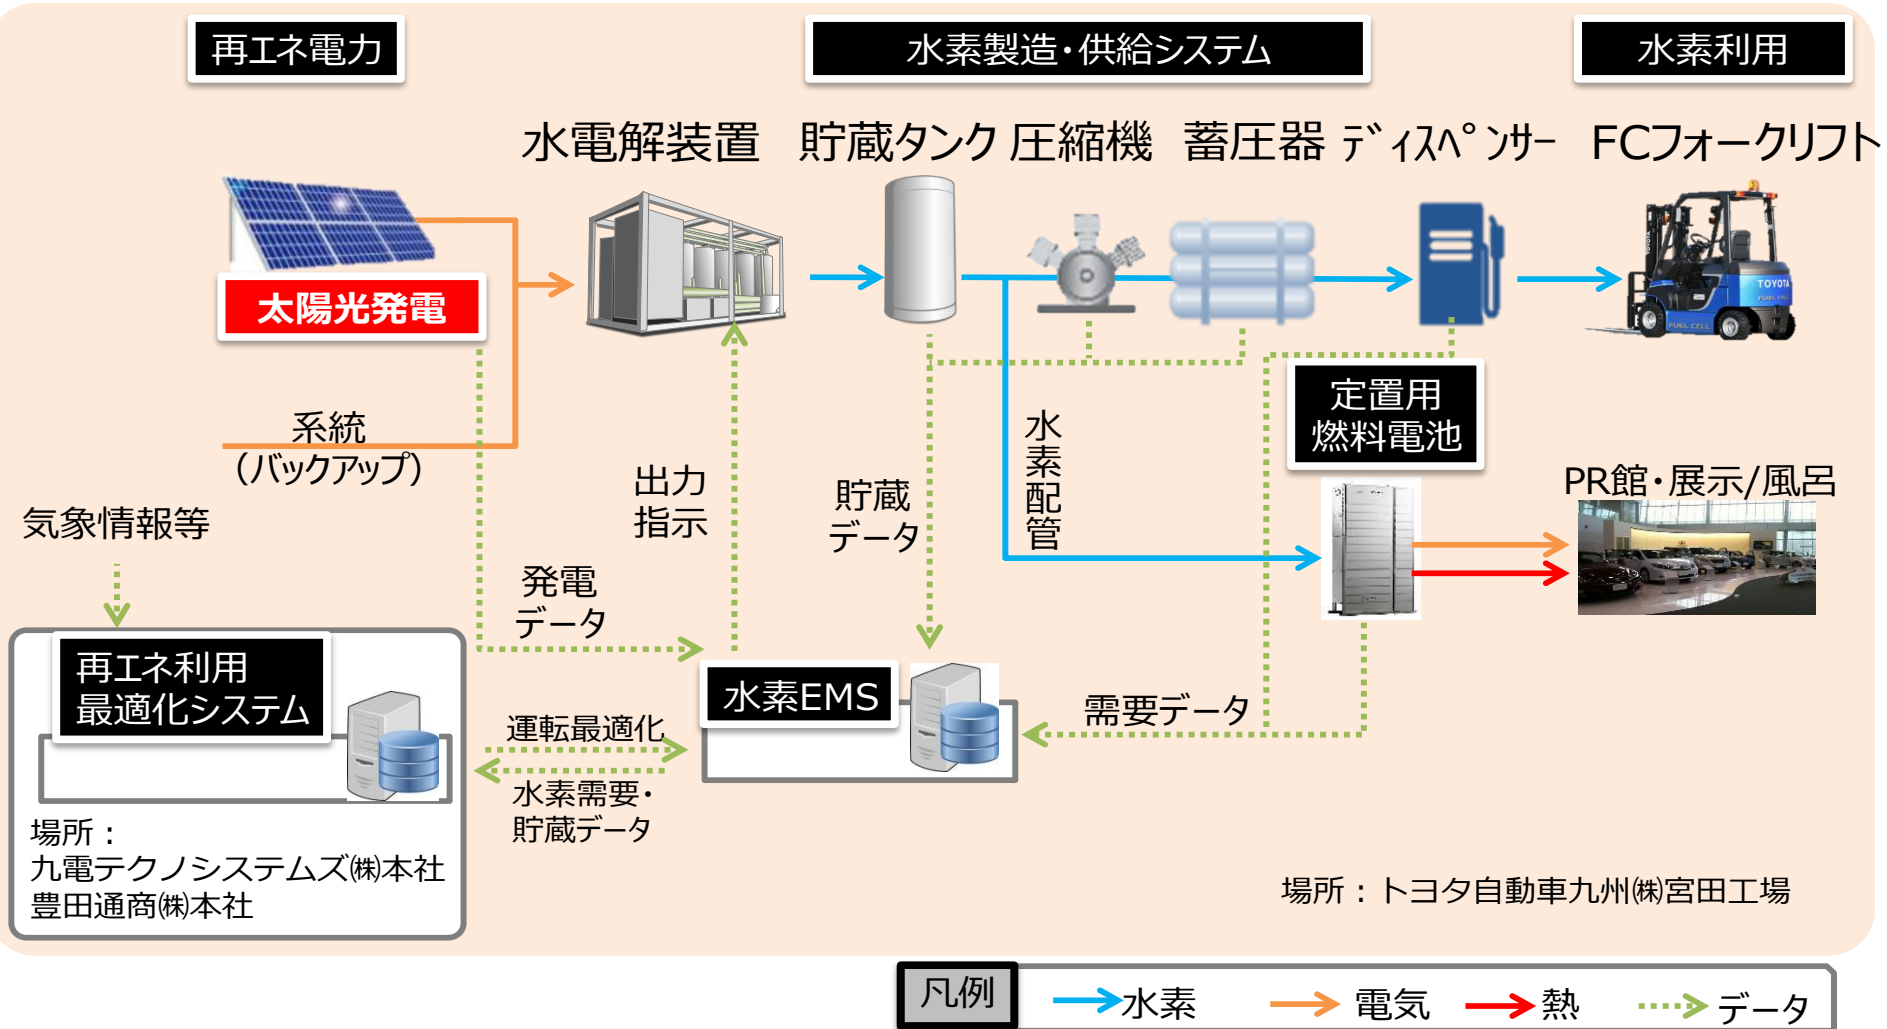 再エネ電力
水素製造・供給システム
水素利用
水電解装置
貯蔵タンク
圧縮機
蓄圧器
ディスペンサー
FCフォークリフト
太陽光発電
TOYOTA
FUEL CELL
FUEL CELL
系統
(バックアップ)
定置用
燃料電池
水素配管
出力
指示
貯蔵
データ
PR館・展示/風呂
気象情報等
発電
データ
再エネ利用
最適化システム
水素EMS
需要データ
運転最適化
水素需要・
貯蔵データ
場所：
九電テクノシステムズ㈱本社
豊田通商㈱本社
場所：トヨタ自動車九州㈱宮田工場
凡例
水素
電気
熱
データ